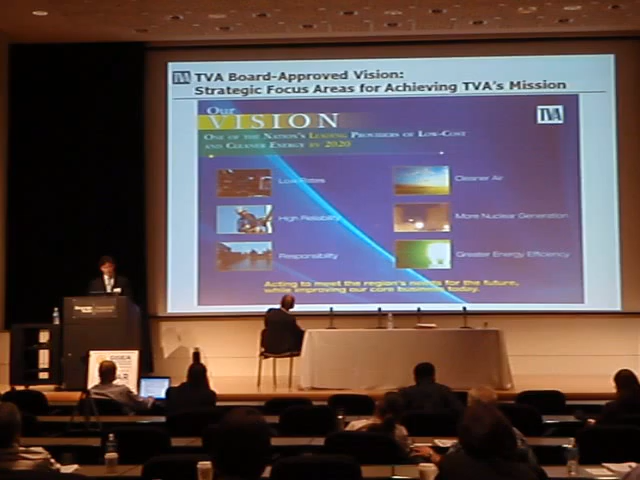 TVA TVA Board-Approved Vision:
Strategic Focus Areas for Achieving TVA's Mission
Our
VISION
TVA
ONE OF THE NATION'S LEADING PROVIDERS OF LOW-COST
AND CLEANER ENERGY BY 2020
Low Rates
Cleaner Air
High Reliability
More Nuclear Generation
Responsibility
Greater Energy Efficiency
Acting to meet the region's needs for the future,
while improving our core business today.